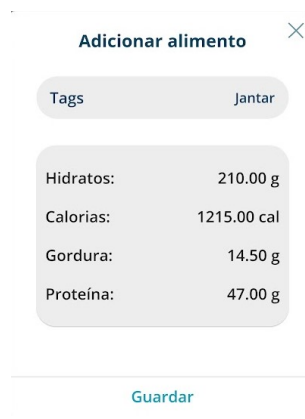 Adicionar alimento
Tags Jantar
Hidratos: 210.00 g
Calorias: 1215.00 cal
Gordura: 14.50 g
Proteína: 47.00 g
Guardar